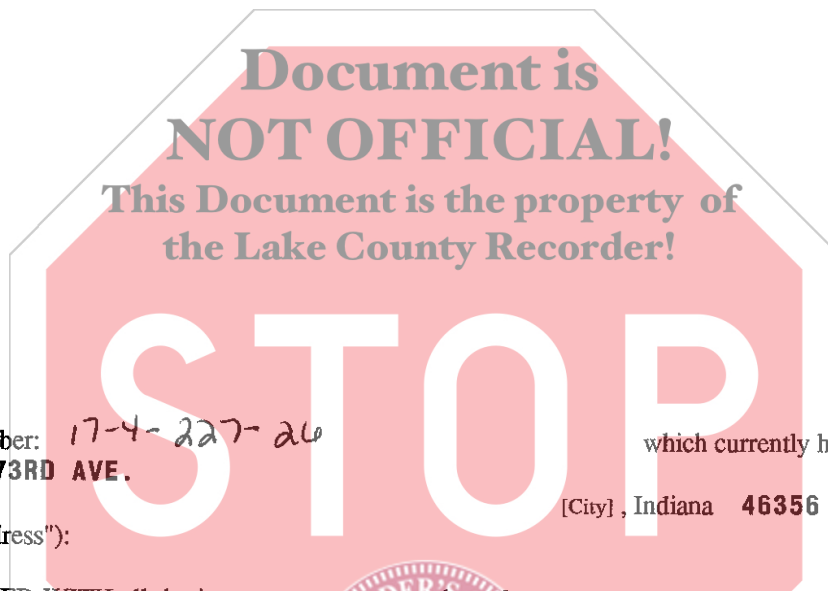 Document is
NOT OFFICIAL!
This Document is the property of
the Lake County Recorder!
STOP
ber: 17-4-227-26 which currently h
73RD AVE.
[City] , Indiana 46356
ress"):